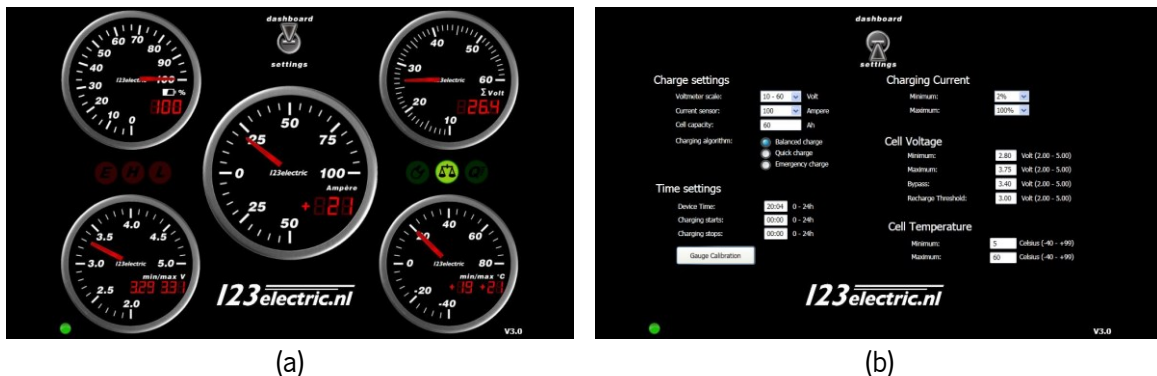 dashboard
settings
0
10
20
30
40
50
60
70
80
90
100
123electric
%
100
10
20
30
40
50
60
123electric
Σ Volt
26.4
50
25
0
25
50
75
100
123electric
Ampère
+ 21
E H L
2.0
2.5
3.0
3.5
4.0
4.5
5.0
123electric
min/max V
3.29 3.31
-40
-20
0
20
40
60
80
123electric
min/max °C
+19 +21
123electric.nl
V3.0
(a)
dashboard
settings
Charge settings
Voltmeter scale: 10 - 60 Volt
Current sensor: 100 Ampere
Cell capacity: 60 Ah
Charging algorithm: Balanced charge
Quick charge
Emergency charge
Time settings
Device Time: 20:04 0 - 24h
Charging starts: 00:00 0 - 24h
Charging stops: 00:00 0 - 24h
Gauge Calibration
Charging Current
Minimum: 2%
Maximum: 100%
Cell Voltage
Minimum: 2.80 Volt (2.00 - 5.00)
Maximum: 3.75 Volt (2.00 - 5.00)
Bypass: 3.40 Volt (2.00 - 5.00)
Recharge Threshold: 3.00 Volt (2.00 - 5.00)
Cell Temperature
Minimum: 5 Celsius (-40 - +99)
Maximum: 60 Celsius (-40 - +99)
123electric.nl
V3.0
(b)